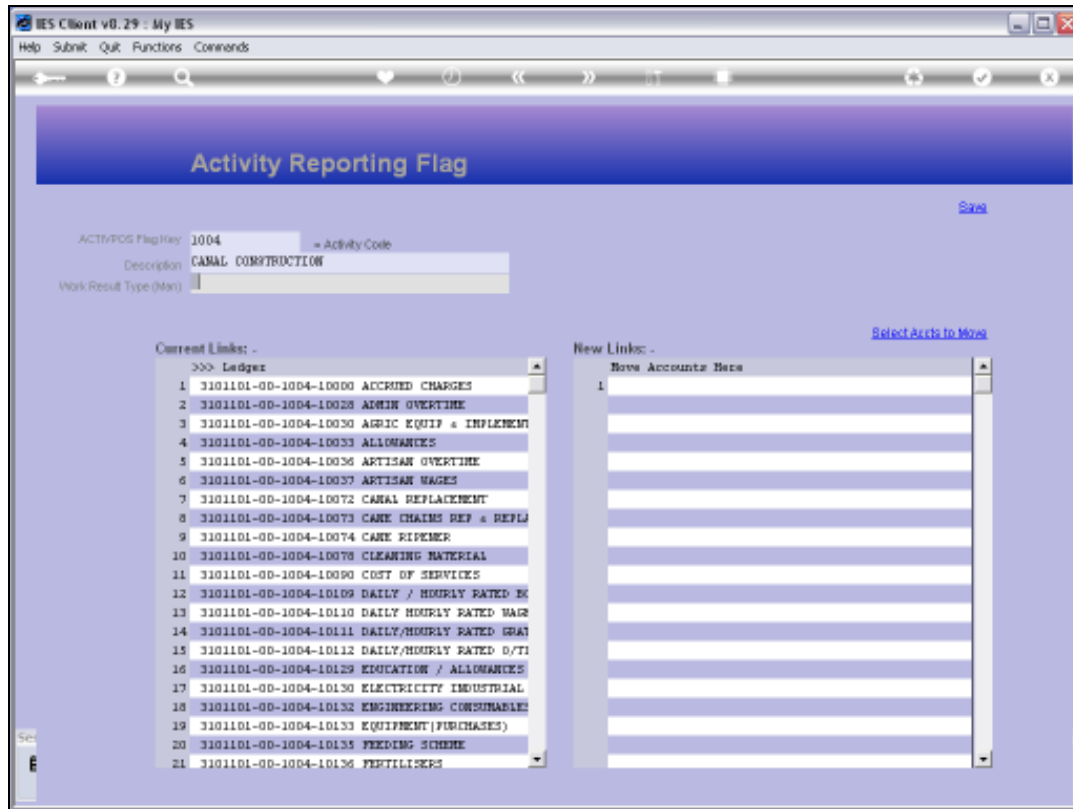 IES Client v8.29 : My IES
Help Submit Quit Functions Commands
Activity Reporting Flag
Save
ACTIVPOS Flag Key 1004 = Activity Code
Description CANAL CONSTRUCTION
Work Result Type (Man)
Select Accts to Move
Current Links: - New Links: -
>>> Ledger Move Accounts Here
1 3101101-00-1004-10000 ACCRUED CHARGES 1
2 3101101-00-1004-10028 ADMIN OVERTIME
3 3101101-00-1004-10030 AGRIC EQUIP & IMPLEMENT
4 3101101-00-1004-10033 ALLOWANCES
5 3101101-00-1004-10036 ARTISAN OVERTIME
6 3101101-00-1004-10037 ARTISAN WAGES
7 3101101-00-1004-10072 CANAL REPLACEMENT
8 3101101-00-1004-10073 CANE CHAINS REP & REPLA
9 3101101-00-1004-10074 CANE RIPENER
10 3101101-00-1004-10078 CLEANING MATERIAL
11 3101101-00-1004-10090 COST OF SERVICES
12 3101101-00-1004-10109 DAILY / HOURLY RATED BO
13 3101101-00-1004-10110 DAILY HOURLY RATED WAGE
14 3101101-00-1004-10111 DAILY/HOURLY RATED GRAT
15 3101101-00-1004-10112 DAILY/HOURLY RATED O/TI
16 3101101-00-1004-10129 EDUCATION / ALLOWANCES
17 3101101-00-1004-10130 ELECTRICITY INDUSTRIAL
18 3101101-00-1004-10132 ENGINEERING CONSUMABLES
19 3101101-00-1004-10133 EQUIPMENT(PURCHASES)
20 3101101-00-1004-10135 FEEDING SCHEME
21 3101101-00-1004-10136 FERTILISERS